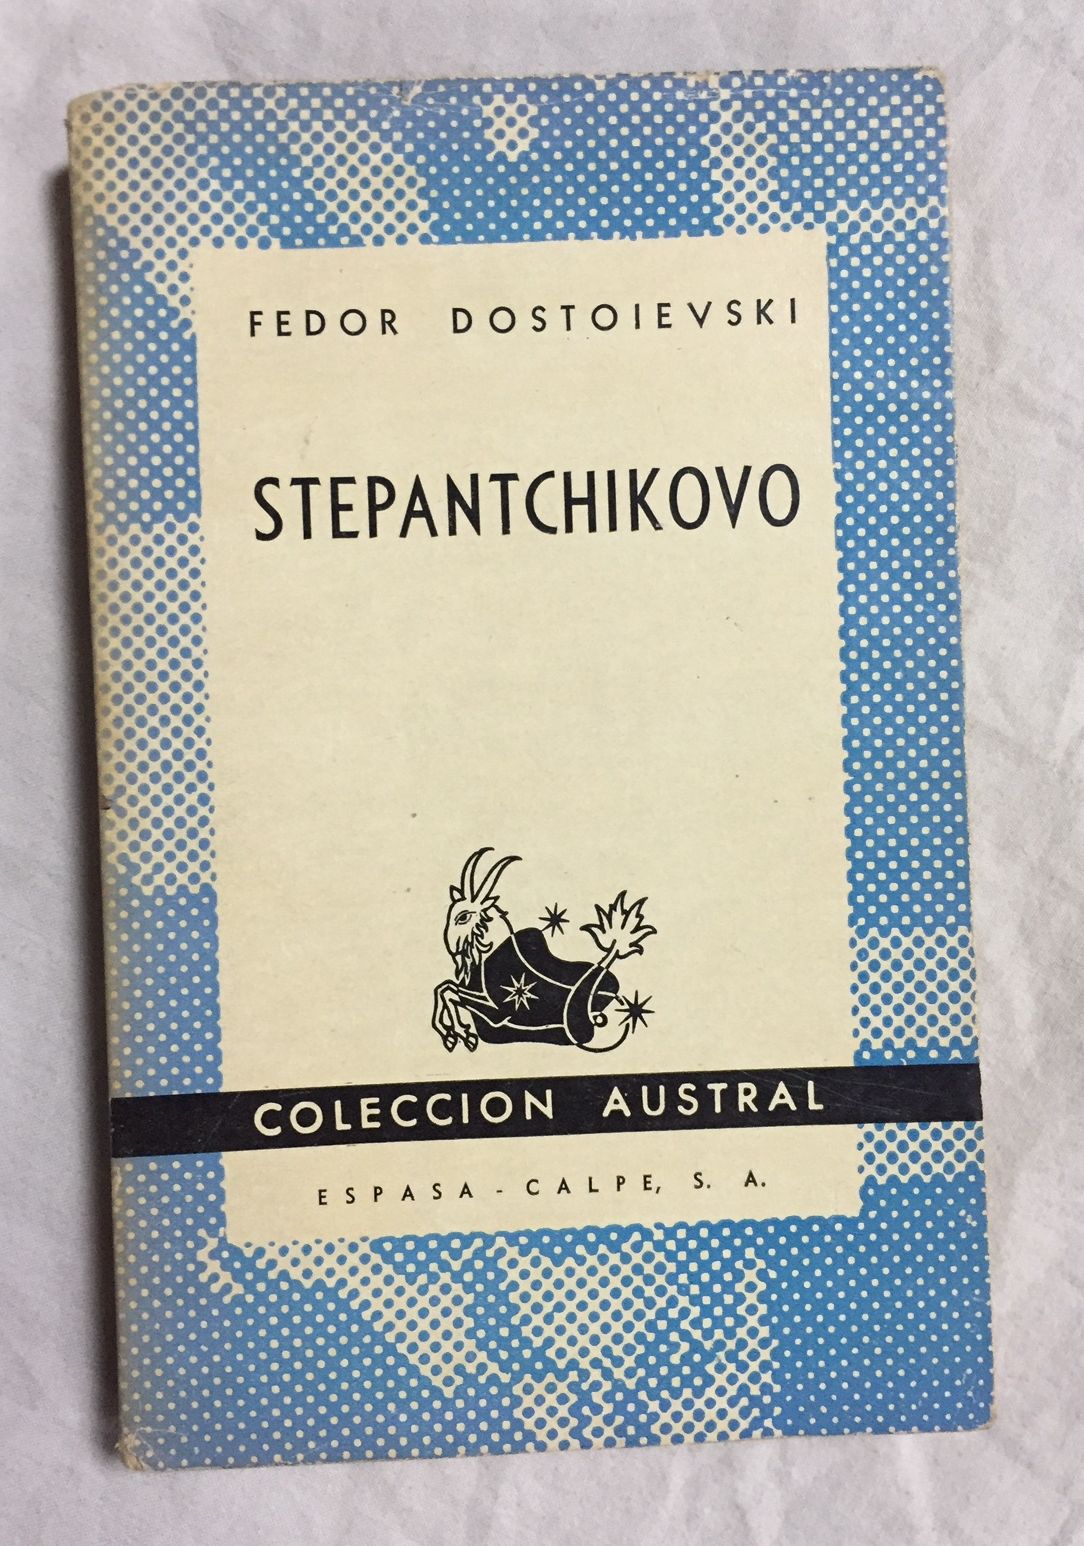 FEDOR DOSTOIEVSKI
STEPANTCHIKOVO
COLECCION AUSTRAL
ESPASA - CALPE, S. A.